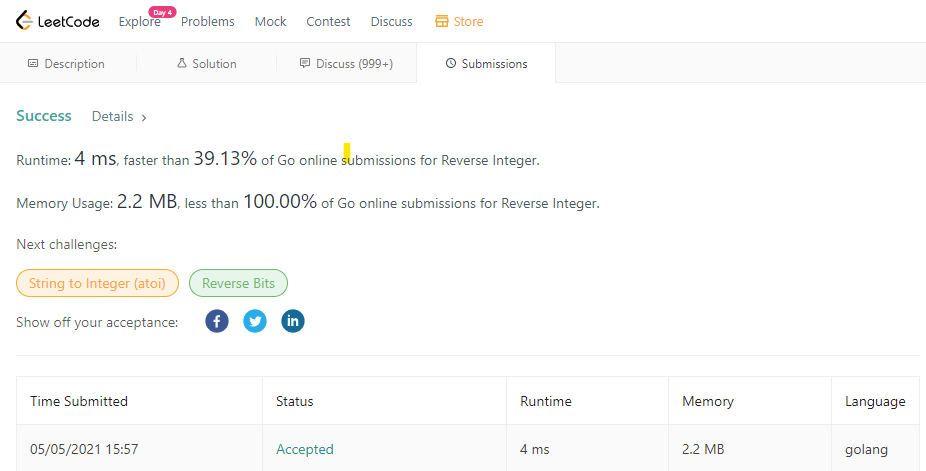 LeetCode Explore Day 4 Problems Mock Contest Discuss Store
Description Solution Discuss (999+) Submissions
Success Details
Runtime: 4 ms, faster than 39.13% of Go online submissions for Reverse Integer.
Memory Usage: 2.2 MB, less than 100.00% of Go online submissions for Reverse Integer.
Next challenges:
String to Integer (atoi) Reverse Bits
Show off your acceptance:
Time Submitted Status Runtime Memory Language
05/05/2021 15:57 Accepted 4 ms 2.2 MB golang